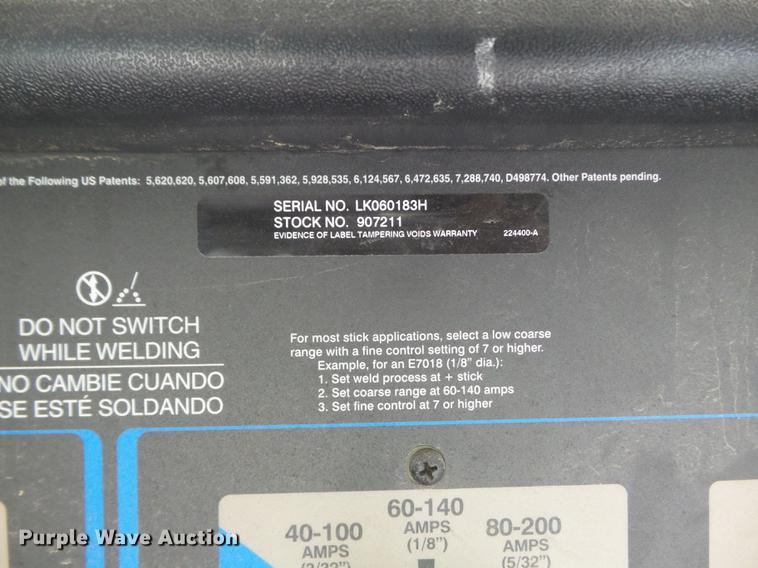 of the Following US Patents: 5,620,620, 5,607,608, 5,591,362, 5,928,535, 6,124,567, 6,472,635, 7,288,740, D498774. Other Patents pending.
SERIAL NO. LK060183H
STOCK NO. 907211
EVIDENCE OF LABEL TAMPERING VOIDS WARRANTY 224400-A
DO NOT SWITCH
WHILE WELDING
NO CAMBIE CUANDO
SE ESTÉ SOLDANDO
For most stick applications, select a low coarse
range with a fine control setting of 7 or higher.
Example, for an E7018 (1/8" dia.):
1. Set weld process at + stick
2. Set coarse range at 60-140 amps
3. Set fine control at 7 or higher
40-100
AMPS
(3/32")
60-140
AMPS
(1/8")
80-200
AMPS
(5/32")
Purple Wave Auction